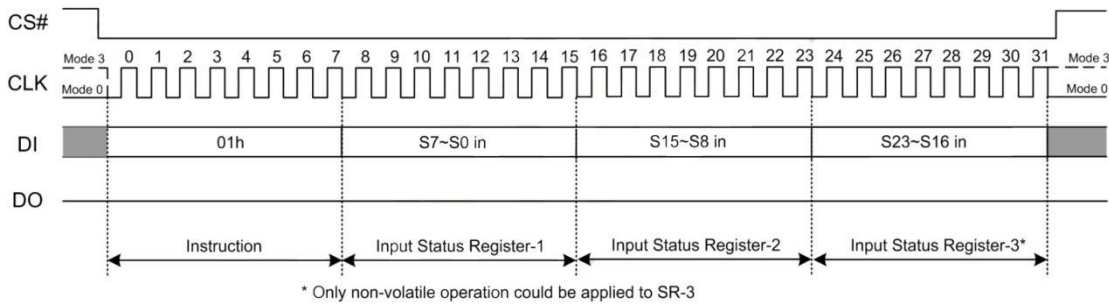 CS#
Mode 3 0 1 2 3 4 5 6 7 8 9 10 11 12 13 14 15 16 17 18 19 20 21 22 23 24 25 26 27 28 29 30 31 Mode 3
CLK
Mode 0 Mode 0
DI 01h S7~S0 in S15~S8 in S23~S16 in
DO
Instruction Input Status Register-1 Input Status Register-2 Input Status Register-3*
* Only non-volatile operation could be applied to SR-3